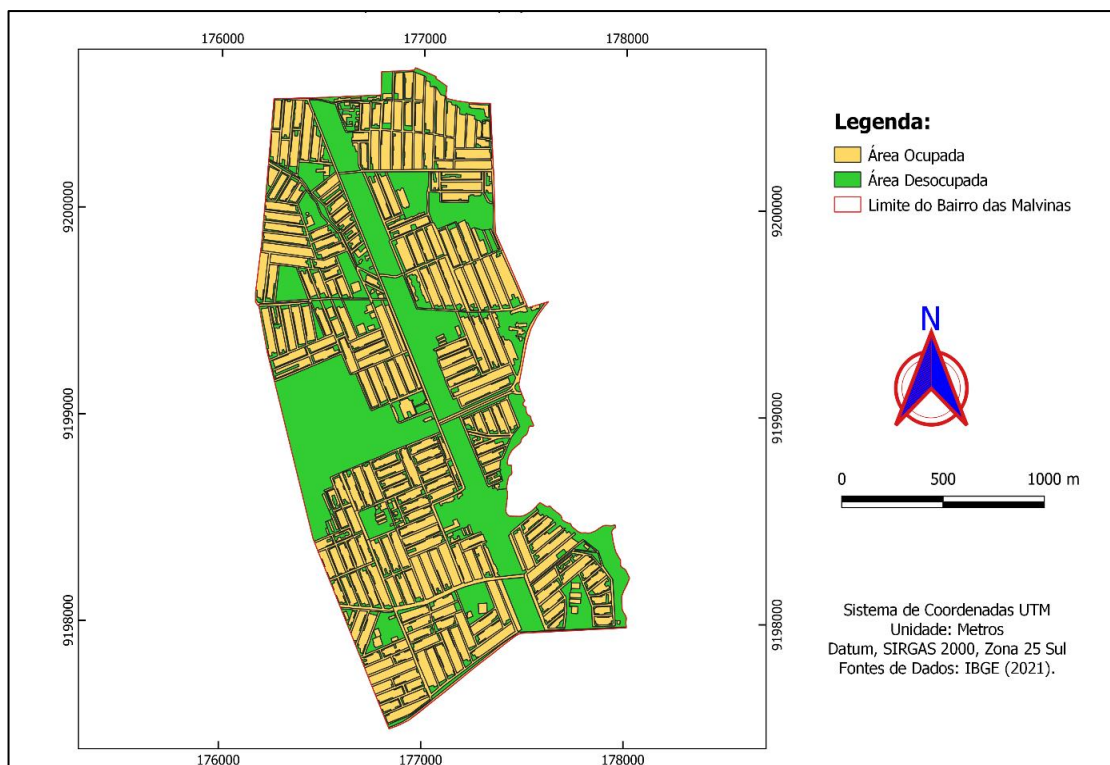 176000 177000 178000
9200000
9199000
9198000
9200000
9199000
9198000
176000 177000 178000
Legenda:
Área Ocupada
Área Desocupada
Limite do Bairro das Malvinas
N
0 500 1000 m
Sistema de Coordenadas UTM
Unidade: Metros
Datum, SIRGAS 2000, Zona 25 Sul
Fontes de Dados: IBGE (2021).